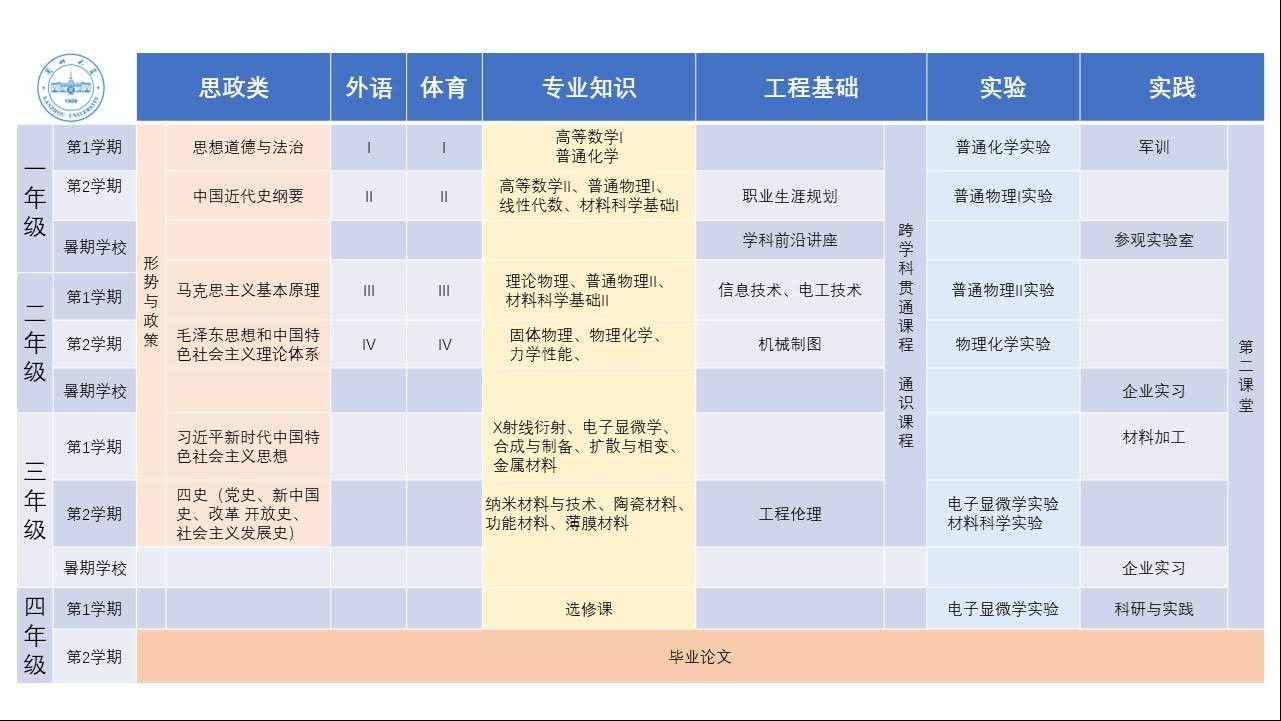 兰州大学
1909
LANZHOU UNIVERSITY
思政类 外语 体育 专业知识 工程基础 实验 实践
一年级
第1学期 思想道德与法治 I I 高等数学I
普通化学
普通化学实验 军训
第2学期 中国近代史纲要 II II 高等数学II、普通物理I、
线性代数、材料科学基础I
职业生涯规划 普通物理I实验
暑期学校 学科前沿讲座 参观实验室
形势与政策
跨学科贯通课程 通识课程
第二课堂
二年级
第1学期 马克思主义基本原理 III III 理论物理、普通物理II、
材料科学基础II
信息技术、电工技术 普通物理II实验
第2学期 毛泽东思想和中国特
色社会主义理论体系
IV IV 固体物理、物理化学、
力学性能、
机械制图 物理化学实验
暑期学校 企业实习
三年级
第1学期 习近平新时代中国特
色社会主义思想
X射线衍射、电子显微学、
合成与制备、扩散与相变、
金属材料
材料加工
第2学期 四史（党史、新中国
史、改革 开放史、
社会主义发展史）
纳米材料与技术、陶瓷材料、
功能材料、薄膜材料
工程伦理 电子显微学实验
材料科学实验
暑期学校 企业实习
四年级
第1学期 选修课 电子显微学实验 科研与实践
第2学期 毕业论文